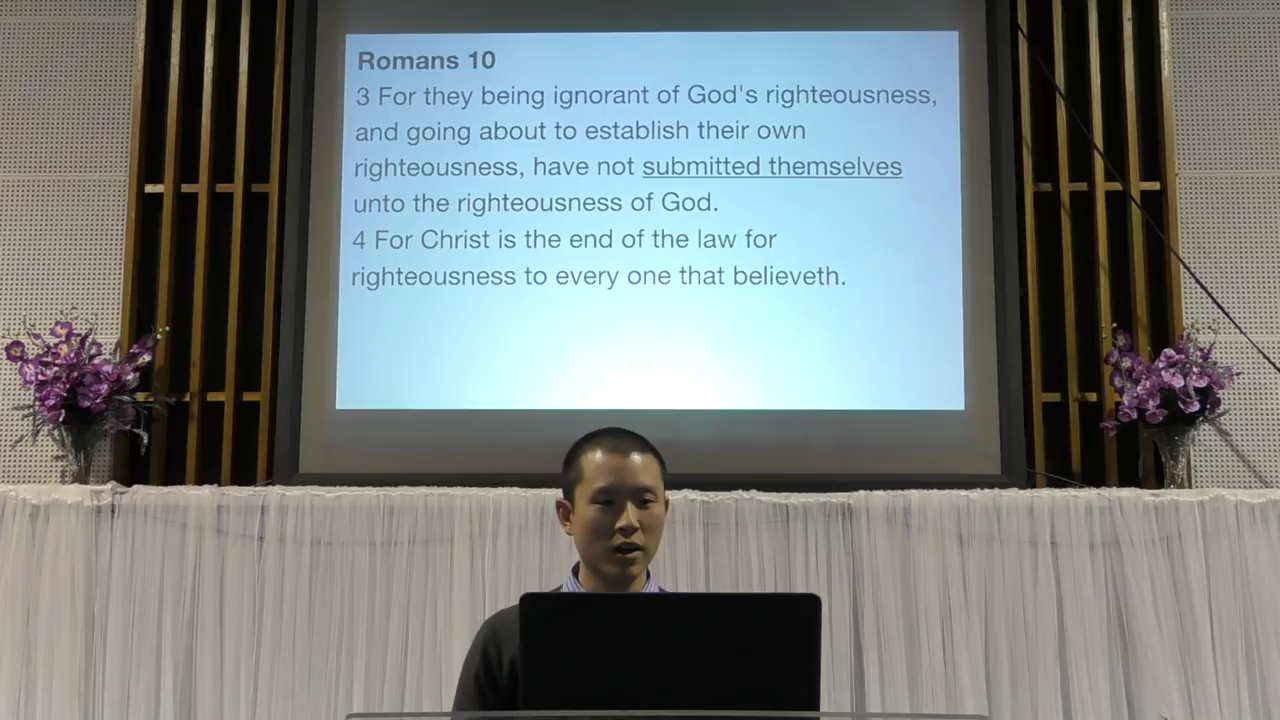 Romans 10
3 For they being ignorant of God's righteousness,
and going about to establish their own
righteousness, have not submitted themselves
unto the righteousness of God.
4 For Christ is the end of the law for
righteousness to every one that believeth.